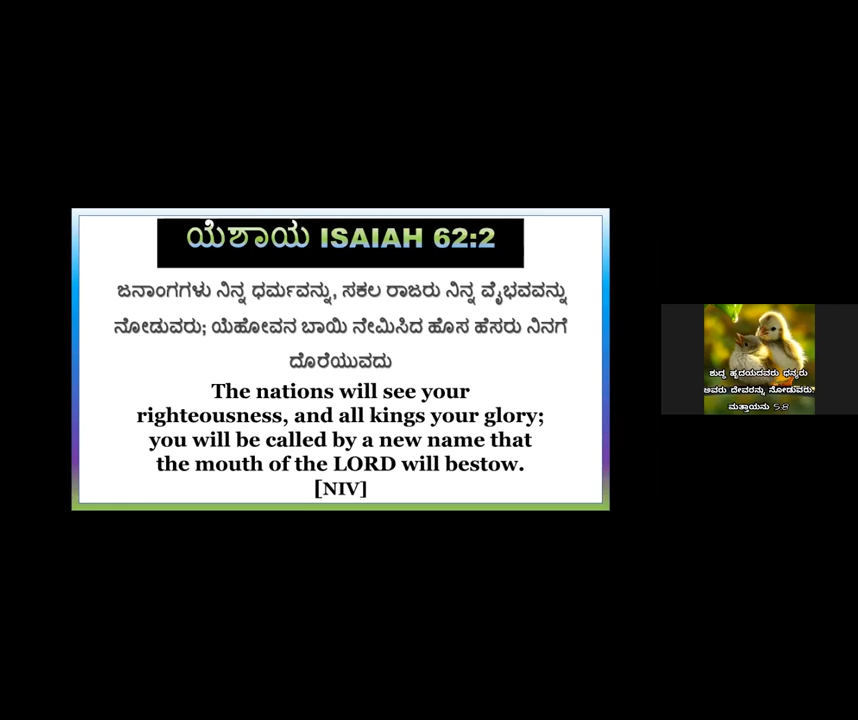 ಯೆಶಾಯ ISAIAH 62:2
ಜನಾಂಗಗಳು ನಿನ್ನ ಧರ್ಮವನ್ನು, ಸಕಲ ರಾಜರು ನಿನ್ನ ವೈಭವವನ್ನು
ನೋಡುವರು; ಯೆಹೋವನ ಬಾಯಿ ನೇಮಿಸಿದ ಹೊಸ ಹೆಸರು ನಿನಗೆ
ದೊರೆಯುವದು
The nations will see your
righteousness, and all kings your glory;
you will be called by a new name that
the mouth of the LORD will bestow.
[NIV]
ಶುದ್ಧ ಹೃದಯದವರು ಧನ್ಯರು
ಅವರು ದೇವರನ್ನು ನೋಡುವರು"
ಮತ್ತಾಯನು 5:8